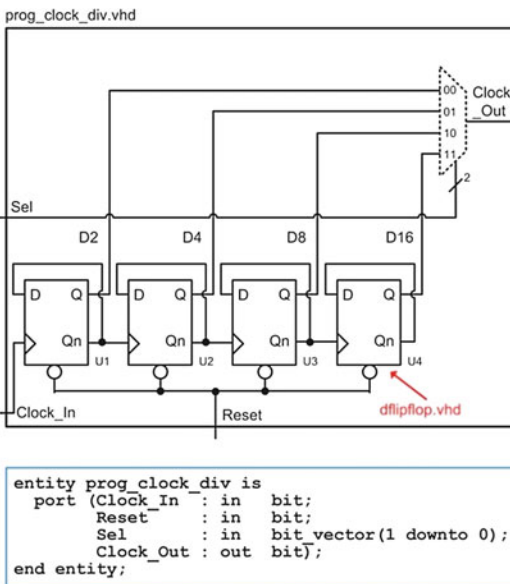 prog_clock_div.vhd
00
01
10
11
Clock
_Out
2
Sel
D2
D4
D8
D16
D Q
D Q
D Q
D Q
Qn
Qn
Qn
Qn
U1
U2
U3
U4
Clock_In
Reset
dflipflop.vhd
entity prog_clock_div is
port (Clock_In : in bit;
Reset : in bit;
Sel : in bit_vector(1 downto 0);
Clock_Out : out bit);
end entity;